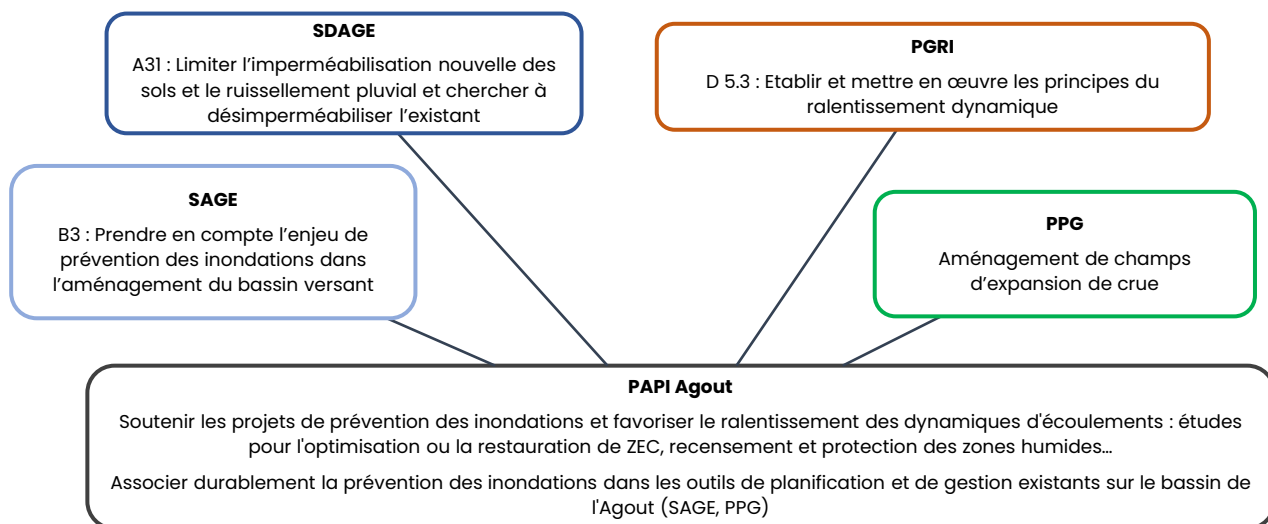 SDAGE
A31 : Limiter l’imperméabilisation nouvelle des
sols et le ruissellement pluvial et chercher à
désimperméabiliser l’existant
PGRI
D 5.3 : Etablir et mettre en œuvre les principes du
ralentissement dynamique
SAGE
B3 : Prendre en compte l’enjeu de
prévention des inondations dans
l’aménagement du bassin versant
PPG
Aménagement de champs
d’expansion de crue
PAPI Agout
Soutenir les projets de prévention des inondations et favoriser le ralentissement des dynamiques d'écoulements : études
pour l'optimisation ou la restauration de ZEC, recensement et protection des zones humides…
Associer durablement la prévention des inondations dans les outils de planification et de gestion existants sur le bassin de
l'Agout (SAGE, PPG)